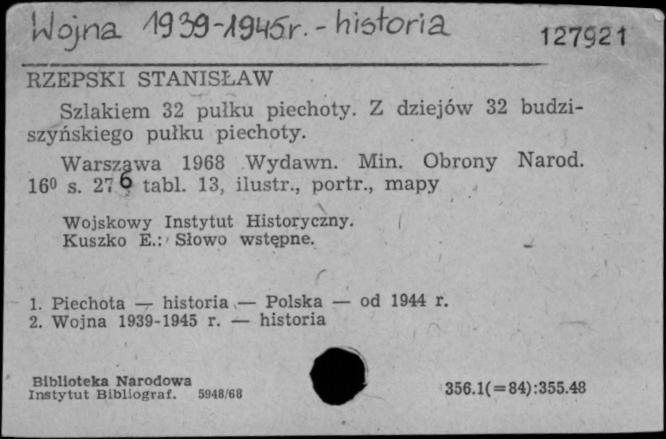 Wojna 1939-1945r. - historia
127921
RZEPSKI STANISŁAW
Szlakiem 32 pułku piechoty. Z dziejów 32 budzi-
szyńskiego pułku piechoty.
Warszawa 1968 Wydawn. Min. Obrony Narod.
16⁰ s. 276, tabl. 13, ilustr., portr., mapy
Wojskowy Instytut Historyczny.
Kuszko E.: Słowo wstępne.
1. Piechota — historia — Polska — od 1944 r.
2. Wojna 1939-1945 r. — historia
Biblioteka Narodowa
Instytut Bibliograf. 5948/68
356.1(=84):355.48